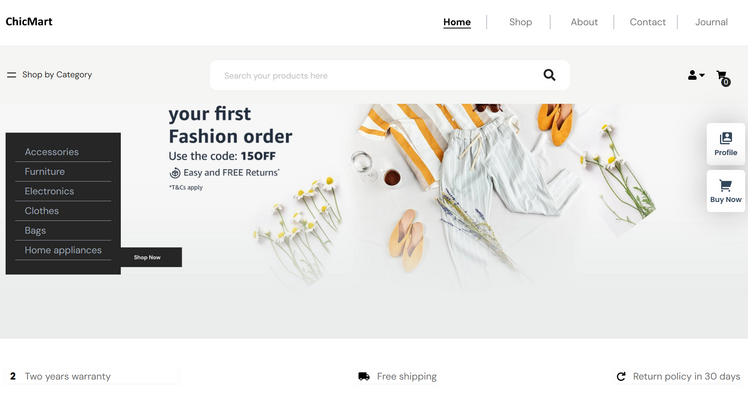 ChicMart
Home
Shop
About
Contact
Journal
Shop by Category
Search your products here
0
your first
Fashion order
Use the code: 15OFF
Easy and FREE Returns*
*T&Cs apply
Accessories
Furniture
Electronics
Clothes
Bags
Home appliances
Shop Now
Profile
Buy Now
2 Two years warranty
Free shipping
Return policy in 30 days